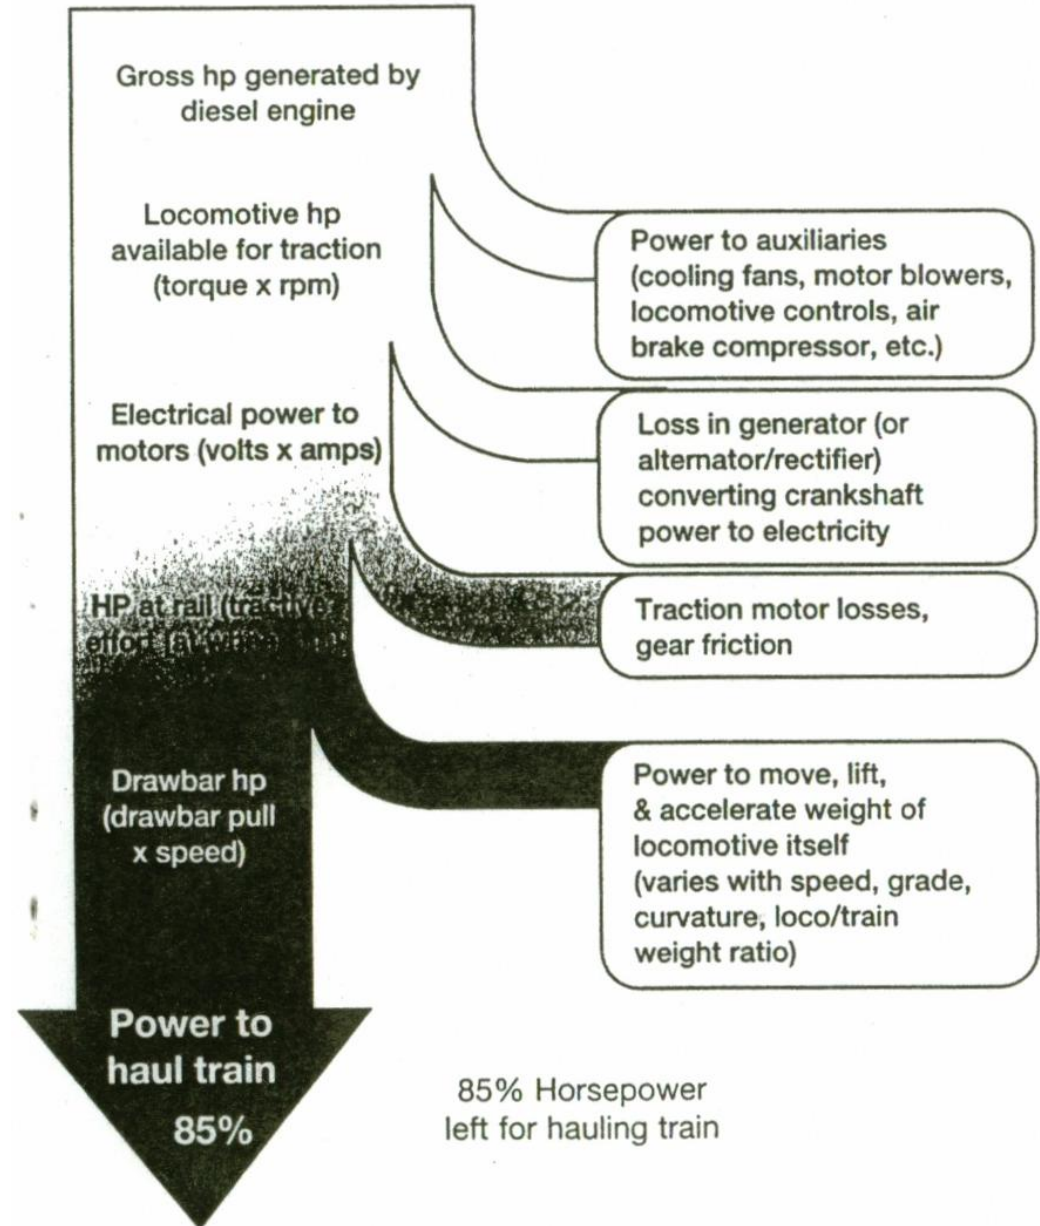 Gross hp generated by
diesel engine
Locomotive hp
available for traction
(torque x rpm)
Power to auxiliaries
(cooling fans, motor blowers,
locomotive controls, air
brake compressor, etc.)
Electrical power to
motors (volts x amps)
Loss in generator (or
alternator/rectifier)
converting crankshaft
power to electricity
HP at rail (tractive
effort [at
Traction motor losses,
gear friction
Drawbar hp
(drawbar pull
x speed)
Power to move, lift,
& accelerate weight of
locomotive itself
(varies with speed, grade,
curvature, loco/train
weight ratio)
Power to
haul train
85%
85% Horsepower
left for hauling train